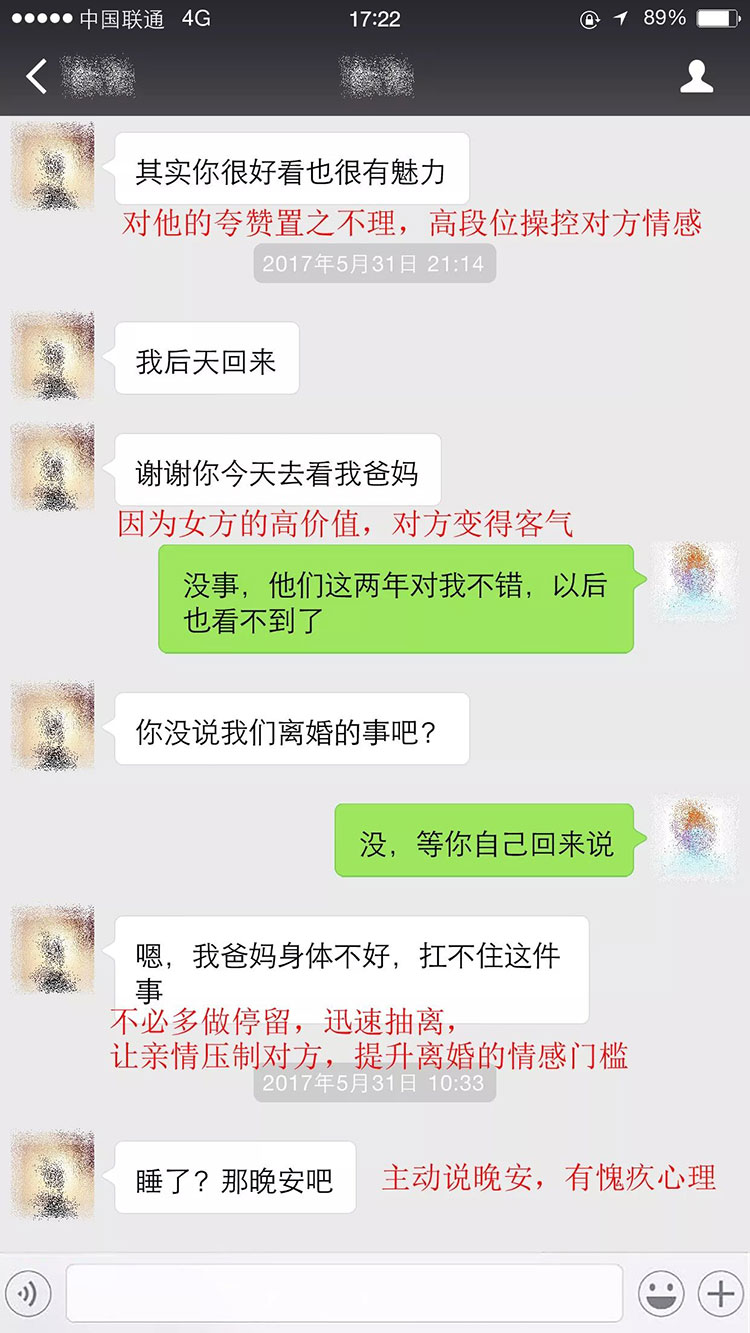 中国联通 4G 17:22 89%
其实你很好看也很有魅力
对他的夸赞置之不理，高段位操控对方情感
2017年5月31日 21:14
我后天回来
谢谢你今天去看我爸妈
因为女方的高价值，对方变得客气
没事，他们这两年对我不错，以后
也看不到了
你没说我们离婚的事吧？
没，等你自己回来说
嗯，我爸妈身体不好，扛不住这件
事
不必多做停留，迅速抽离，
让亲情压制对方，提升离婚的情感门槛
2017年5月31日 10:33
睡了？那晚安吧
主动说晚安，有愧疚心理